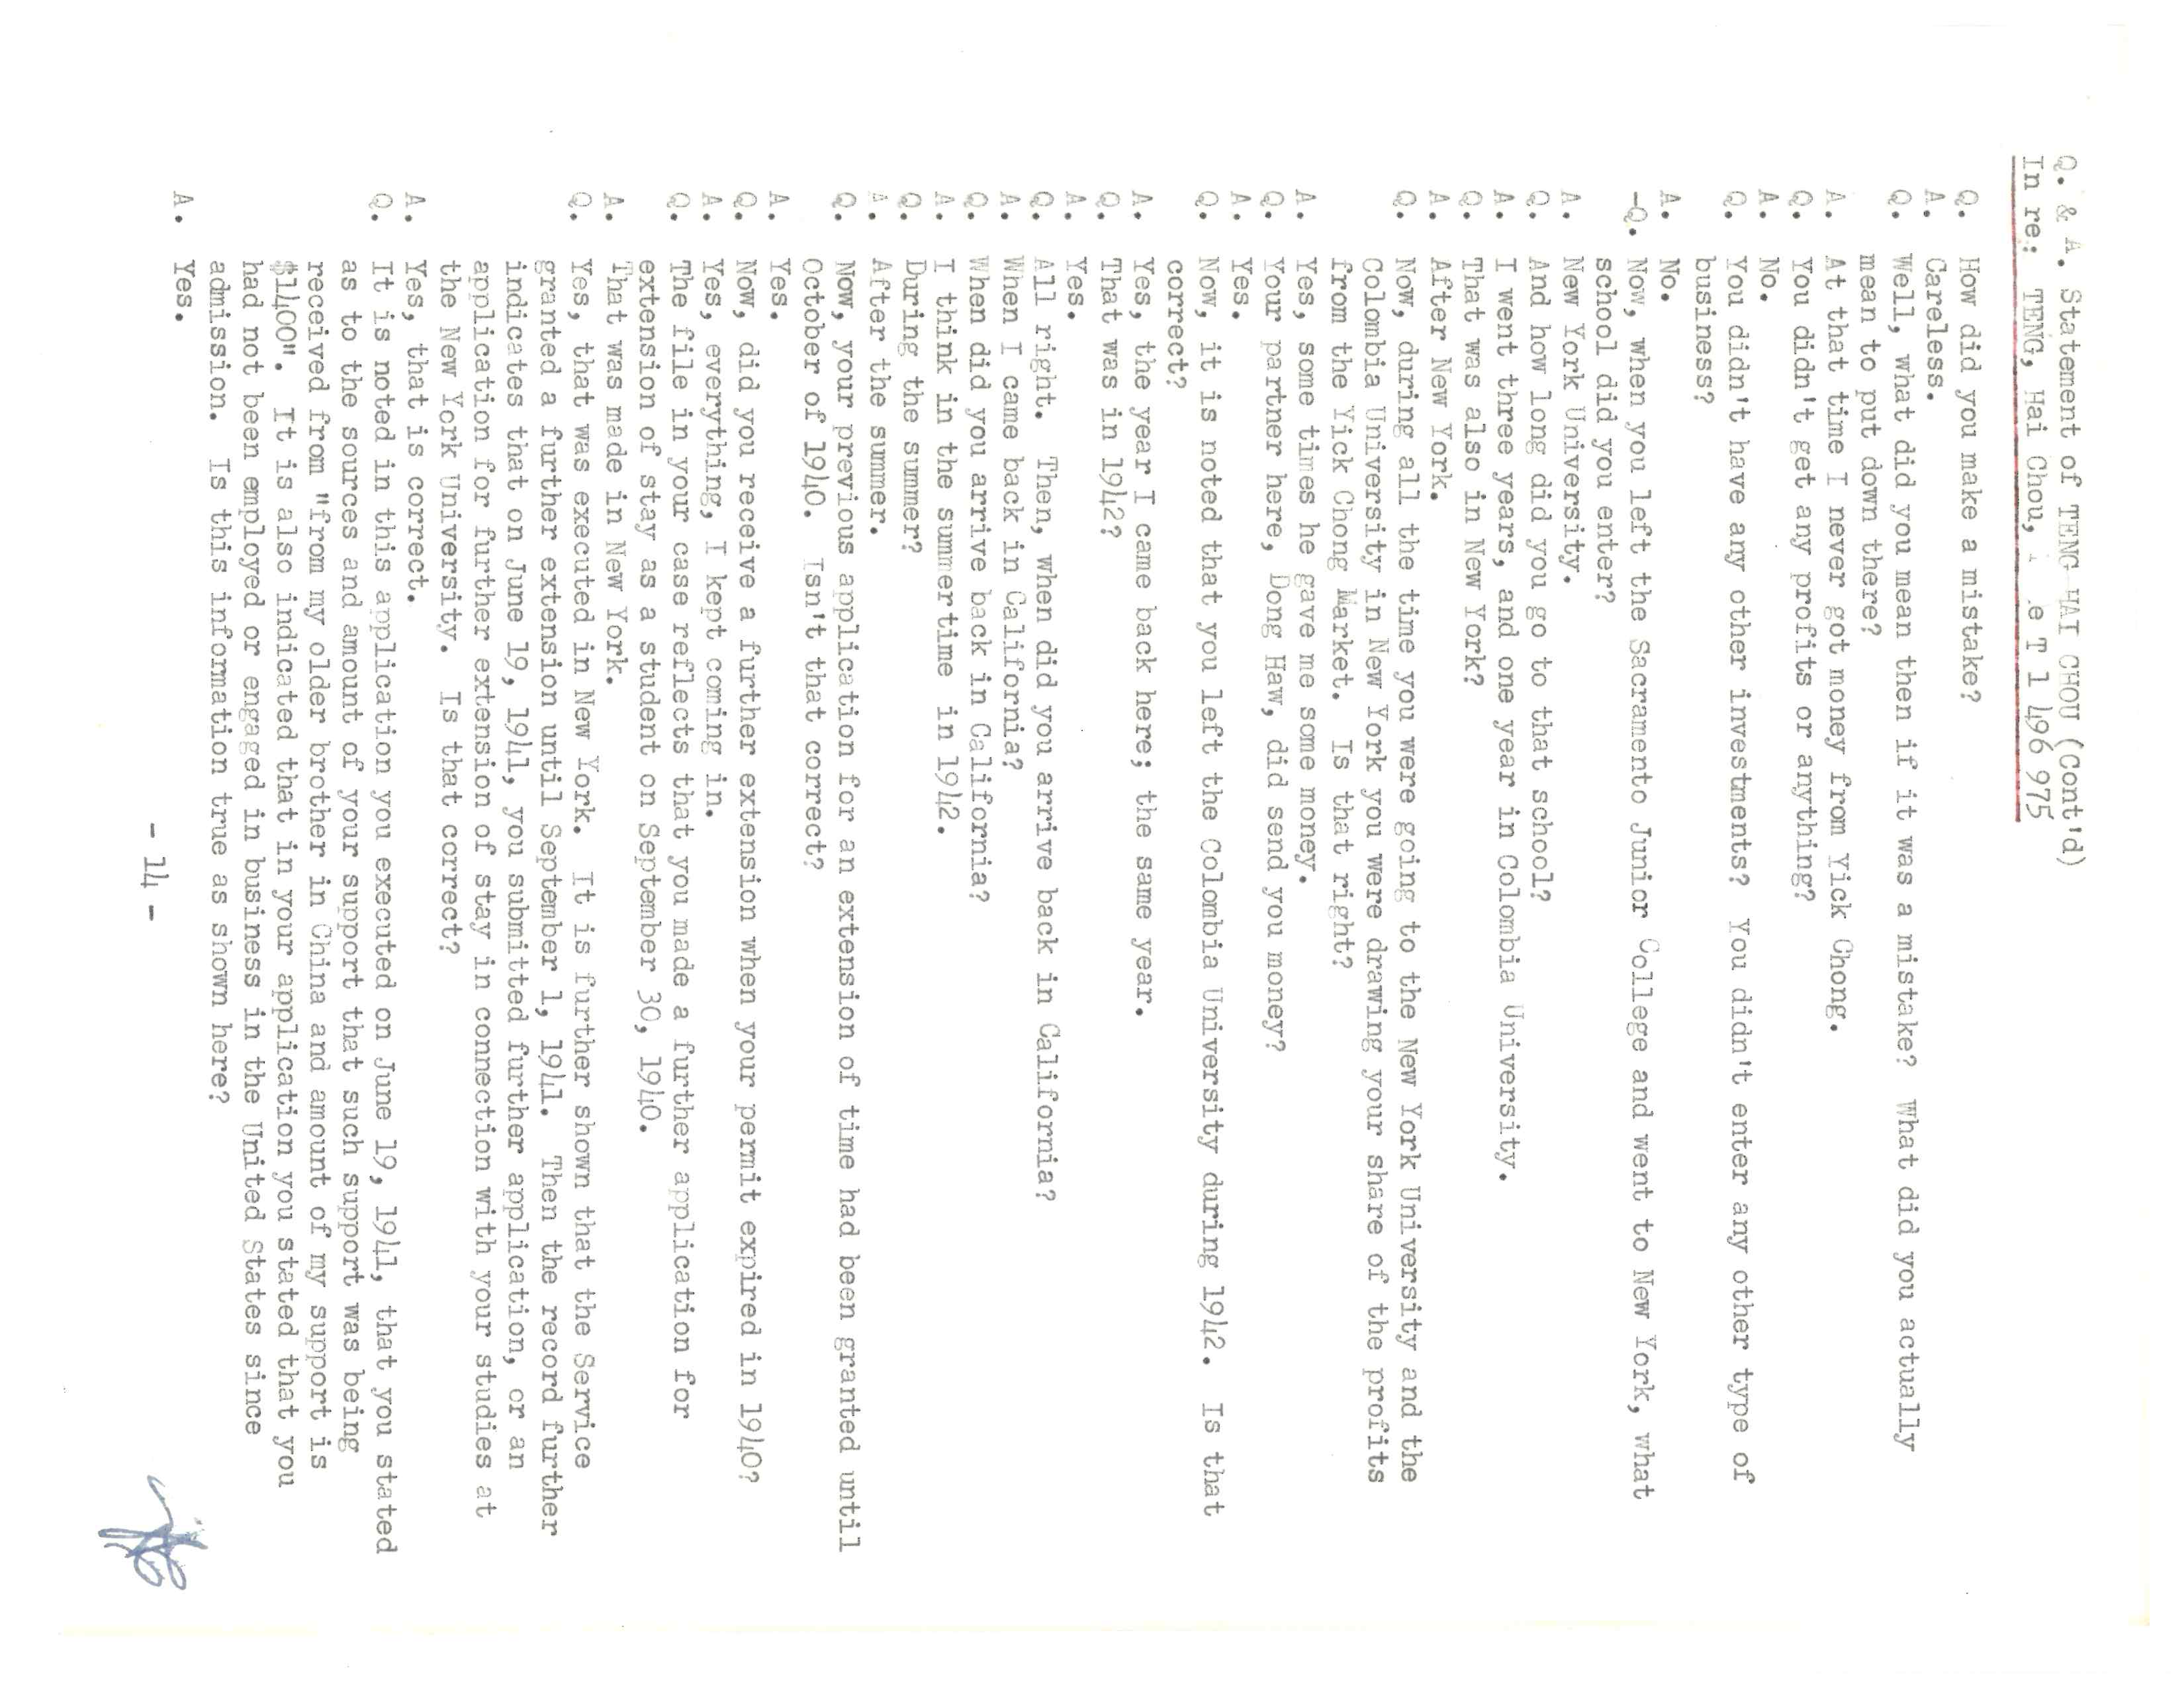 Q. & A. Statement of TENG HAI CHOU (Cont'd)
In re: TENG, Hai Chou, e T 1 496 975
Q. How did you make a mistake?
A. Careless.
Q. Well, what did you mean then if it was a mistake? What did you actually
mean to put down there?
A. At that time I never got money from Yick Chong.
Q. You didn't get any profits or anything?
A. No.
Q. You didn't have any other investments? You didn't enter any other type of
business?
A. No.
-Q. Now, when you left the Sacramento Junior College and went to New York, what
school did you enter?
A. New York University.
Q. And how long did you go to that school?
A. I went three years, and one year in Colombia University.
Q. That was also in New York?
A. After New York.
Q. Now, during all the time you were going to the New York University and the
Colombia University in New York you were drawing your share of the profits
from the Yick Chong Market. Is that right?
A. Yes, some times he gave me some money.
Q. Your partner here, Dong Haw, did send you money?
A. Yes.
Q. Now, it is noted that you left the Colombia University during 1942. Is that
correct?
A. Yes, the year I came back here; the same year.
Q. That was in 1942?
A. Yes.
Q. All right. Then, when did you arrive back in California?
A. When I came back in California?
Q. When did you arrive back in California?
A. I think in the summertime in 1942.
Q. During the summer?
A. After the summer.
Q. Now, your previous application for an extension of time had been granted until
October of 1940. Isn't that correct?
A. Yes.
Q. Now, did you receive a further extension when your permit expired in 1940?
A. Yes, everything, I kept coming in.
Q. The file in your case reflects that you made a further application for
extension of stay as a student on September 30, 1940.
A. That was made in New York.
Q. Yes, that was executed in New York. It is further shown that the Service
granted a further extension until September 1, 1941. Then the record further
indicates that on June 19, 1941, you submitted further application, or an
application for further extension of stay in connection with your studies at
the New York University. Is that correct?
A. Yes, that is correct.
Q. It is noted in this application you executed on June 19, 1941, that you stated
as to the sources and amount of your support that such support was being
received from "from my older brother in China and amount of my support is
$1400". It is also indicated that in your application you stated that you
had not been employed or engaged in business in the United States since
admission. Is this information true as shown here?
A. Yes.
- 14 -